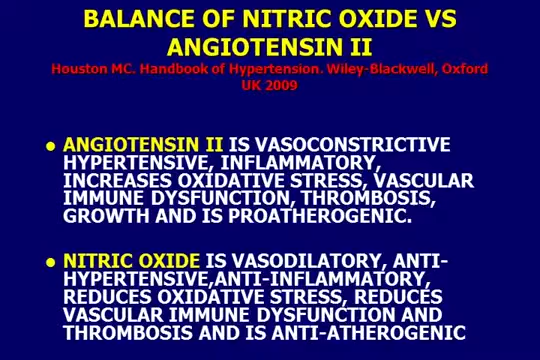 BALANCE OF NITRIC OXIDE VS
ANGIOTENSIN II
Houston MC. Handbook of Hypertension. Wiley-Blackwell, Oxford
UK 2009
● ANGIOTENSIN II IS VASOCONSTRICTIVE
HYPERTENSIVE, INFLAMMATORY,
INCREASES OXIDATIVE STRESS, VASCULAR
IMMUNE DYSFUNCTION, THROMBOSIS,
GROWTH AND IS PROATHEROGENIC.
● NITRIC OXIDE IS VASODILATORY, ANTI-
HYPERTENSIVE,ANTI-INFLAMMATORY,
REDUCES OXIDATIVE STRESS, REDUCES
VASCULAR IMMUNE DYSFUNCTION AND
THROMBOSIS AND IS ANTI-ATHEROGENIC